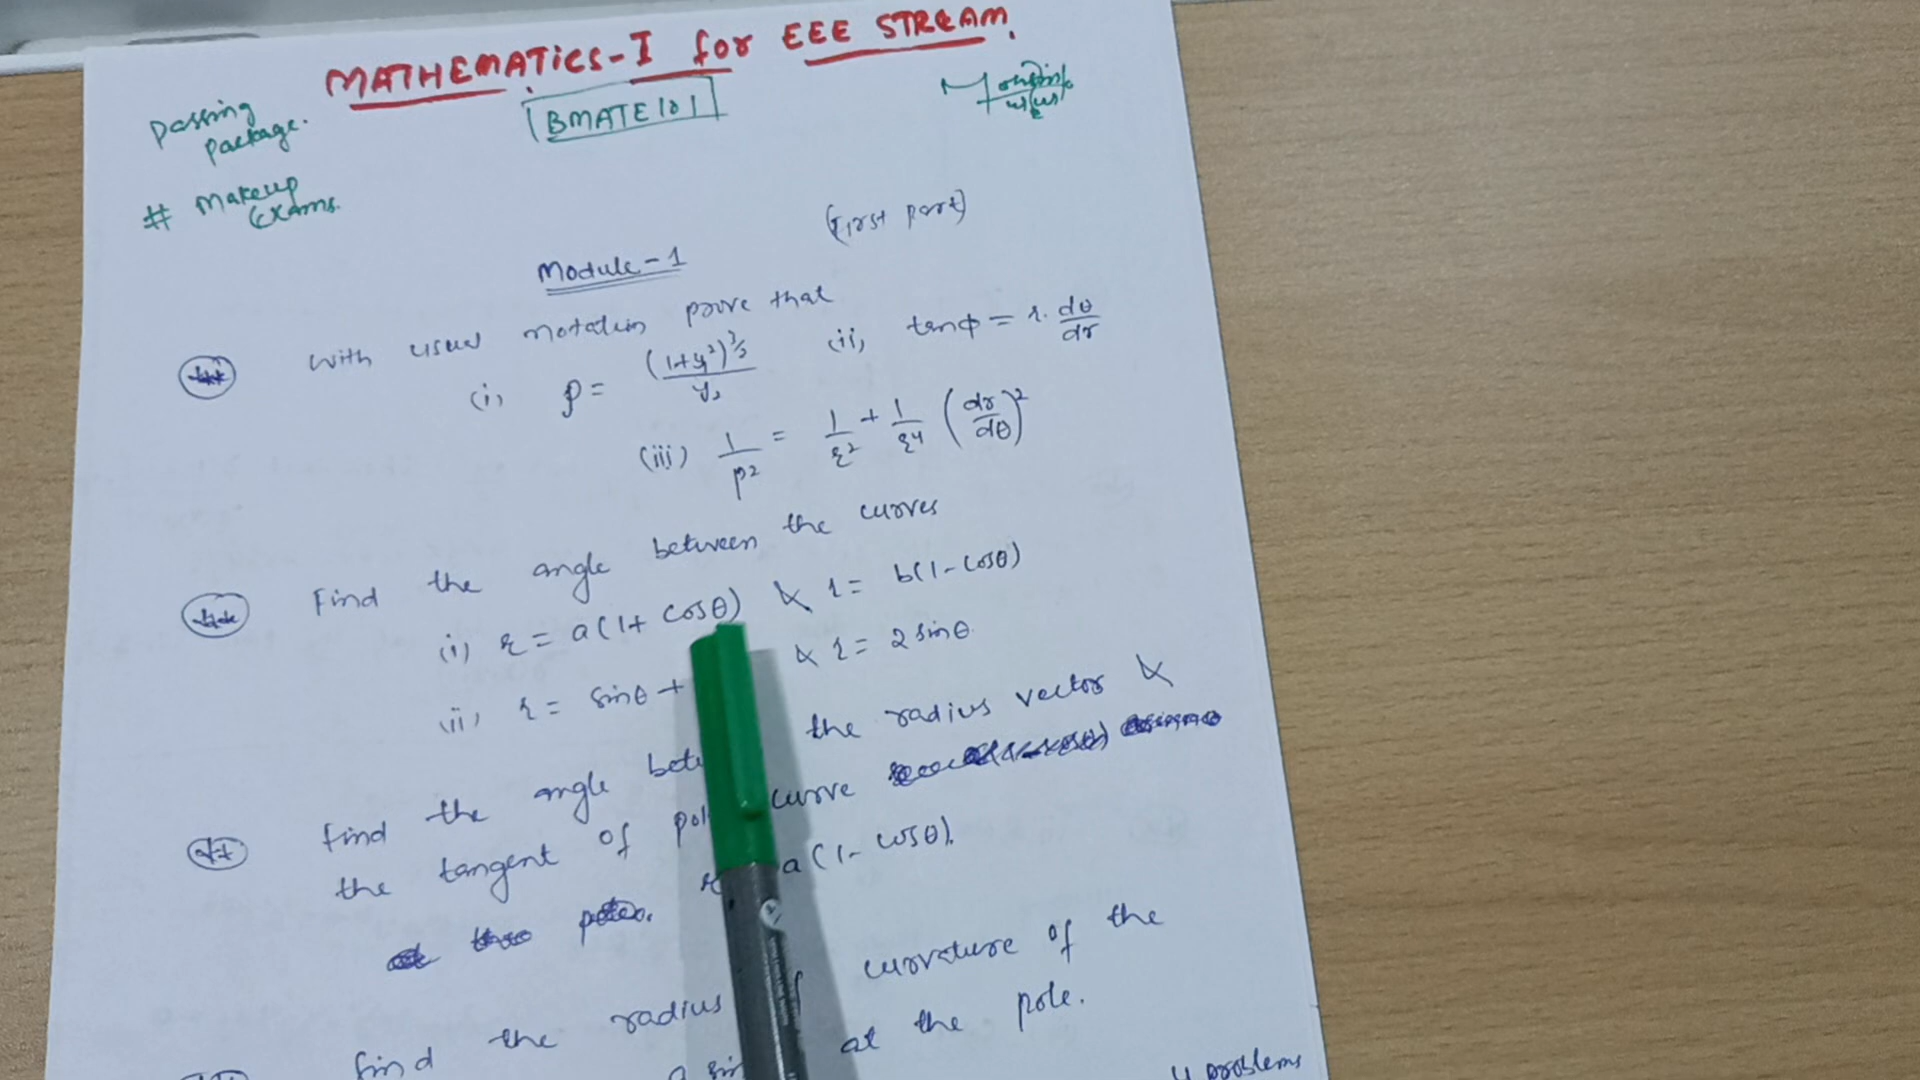 MATHEMATICS-I for EEE STREAM.
BMATE101
Passing
Package.
# Makeup
Exams.
(First part)
Module-1
With usual notation prove that
(i) ρ = (1+y₁²)^3/2 / y₂ (ii) tanφ = r. dθ/dr
(iii) 1/p² = 1/r² + 1/r⁴ (dr/dθ)²
Find the angle between the curves
(i) r = a(1+ cosθ) & r = b(1-cosθ)
(ii) r = sinθ + & r = 2 sinθ
find the angle the radius vector &
the tangent of curve
a(1- cosθ).
find the radius curvature of the
at the pole.
4 problems